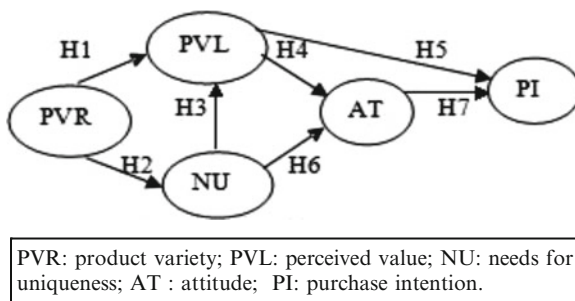 H1
PVL
H4
H5
PVR
H3
AT
H7
PI
H2
NU
H6
PVR: product variety; PVL: perceived value; NU: needs for
uniqueness; AT : attitude;  PI: purchase intention.